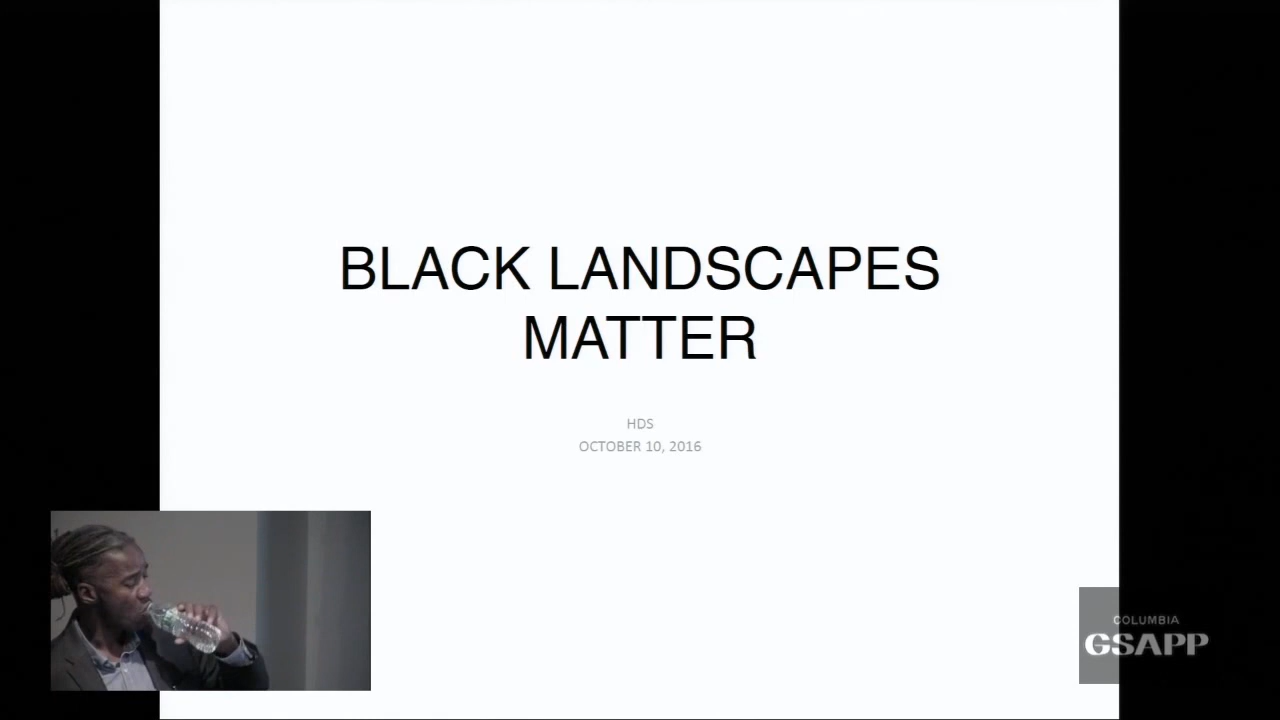 BLACK LANDSCAPES
MATTER
HDS
OCTOBER 10, 2016
COLUMBIA
GSAPP